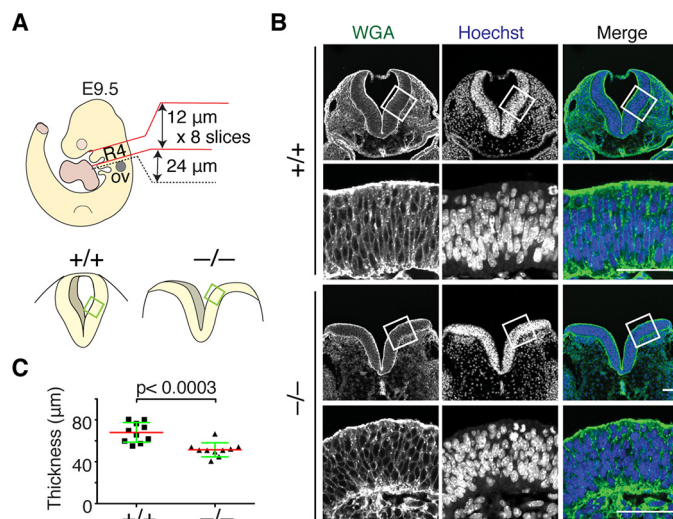 A
E9.5
12 µm
x 8 slices
R4
24 µm
ov
+/+
–/–
B
WGA
Hoechst
Merge
+/+
–/–
C
p< 0.0003
Thickness (µm)
80
40
0
+/+
–/–